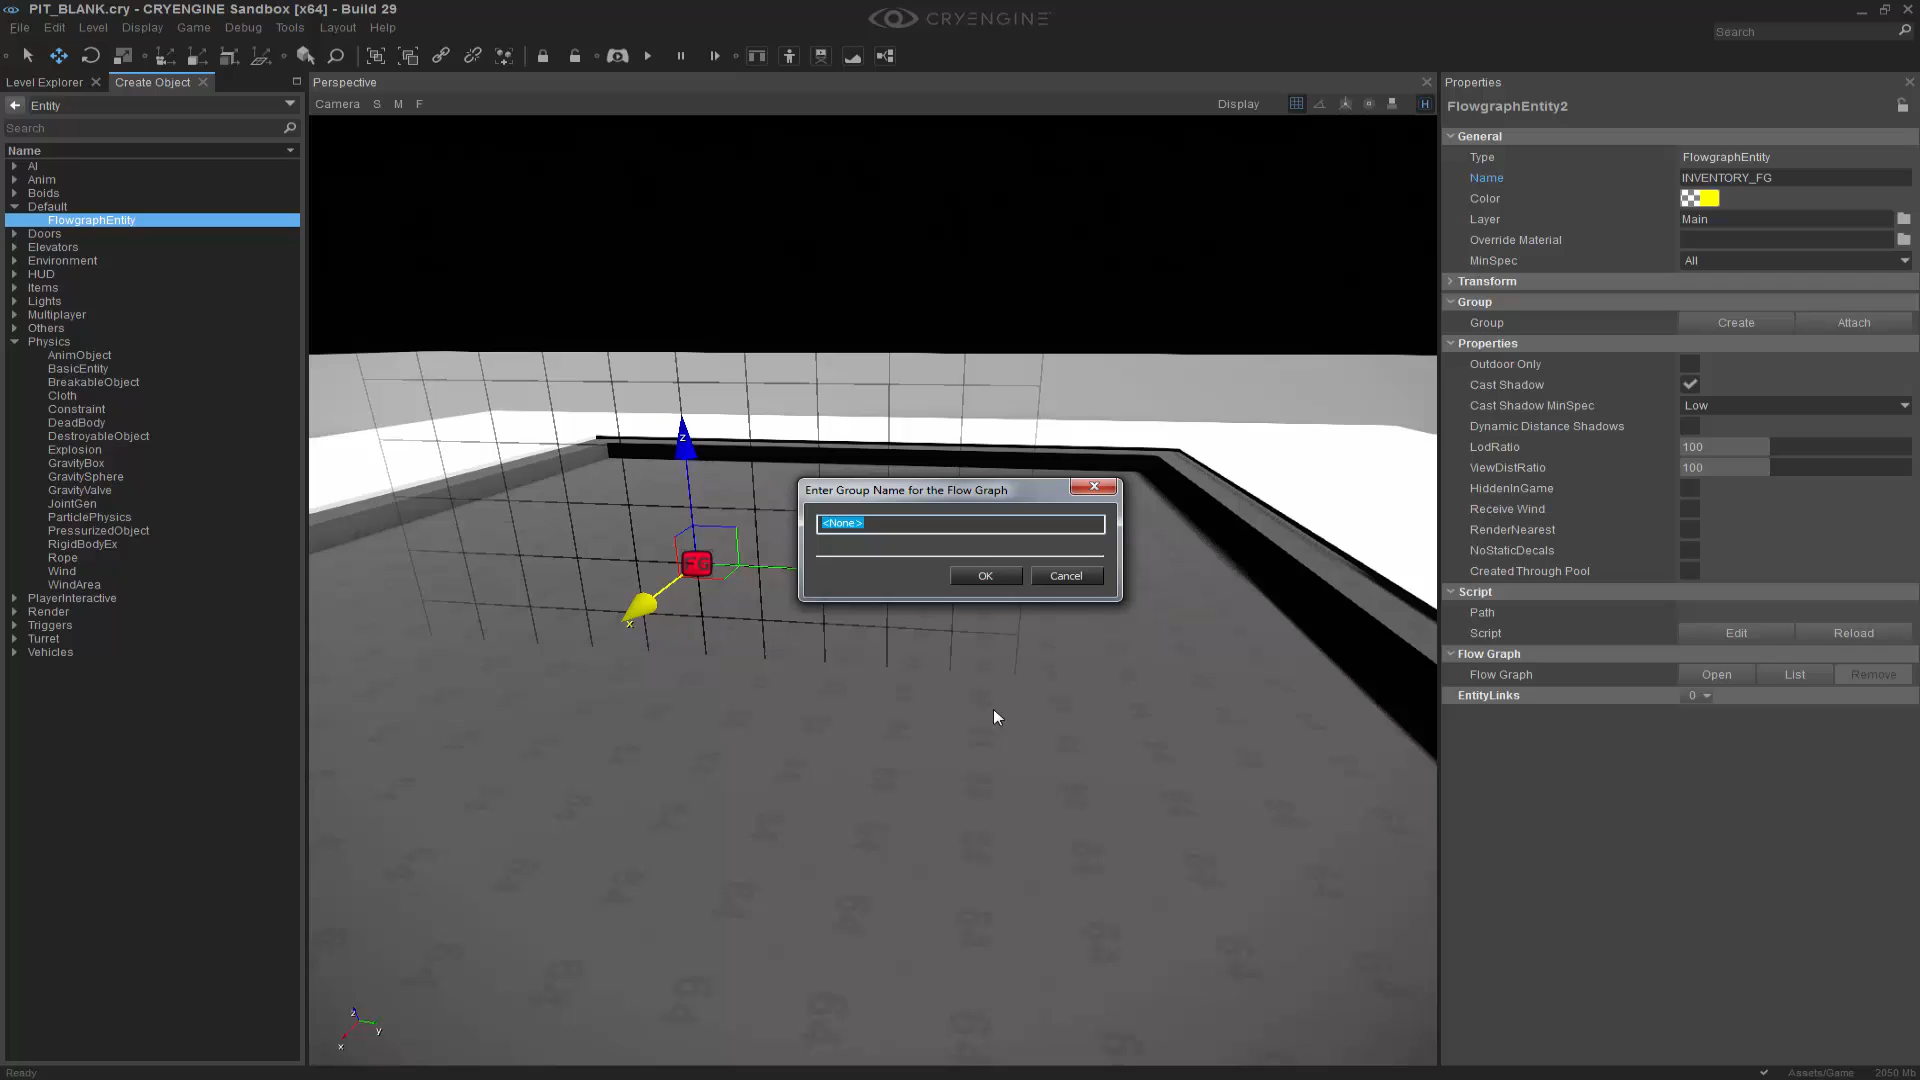 PIT_BLANK.cry - CRYENGINE Sandbox [x64] - Build 29
CRYENGINE
File Edit Level Display Game Debug Tools Layout Help
Search
Level Explorer
Create Object
Perspective
Properties
Entity
Camera S M F
Display
H
FlowgraphEntity2
Search
Name
AI
Anim
Boids
Default
FlowgraphEntity
Doors
Elevators
Environment
HUD
Items
Lights
Multiplayer
Others
Physics
AnimObject
BasicEntity
BreakableObject
Cloth
Constraint
DeadBody
DestroyableObject
Explosion
GravityBox
GravitySphere
GravityValve
JointGen
ParticlePhysics
PressurizedObject
RigidBodyEx
Rope
Wind
WindArea
PlayerInteractive
Render
Triggers
Turret
Vehicles
z
FG
x
Enter Group Name for the Flow Graph
<None>
OK Cancel
z
y
x
General
Type FlowgraphEntity
Name INVENTORY_FG
Color
Layer Main
Override Material
MinSpec All
Transform
Group
Group Create Attach
Properties
Outdoor Only
Cast Shadow
Cast Shadow MinSpec Low
Dynamic Distance Shadows
LodRatio 100
ViewDistRatio 100
HiddenInGame
Receive Wind
RenderNearest
NoStaticDecals
Created Through Pool
Script
Path
Script Edit Reload
Flow Graph
Flow Graph Open List Remove
EntityLinks 0
Ready
Assets/Game 2050 Mb